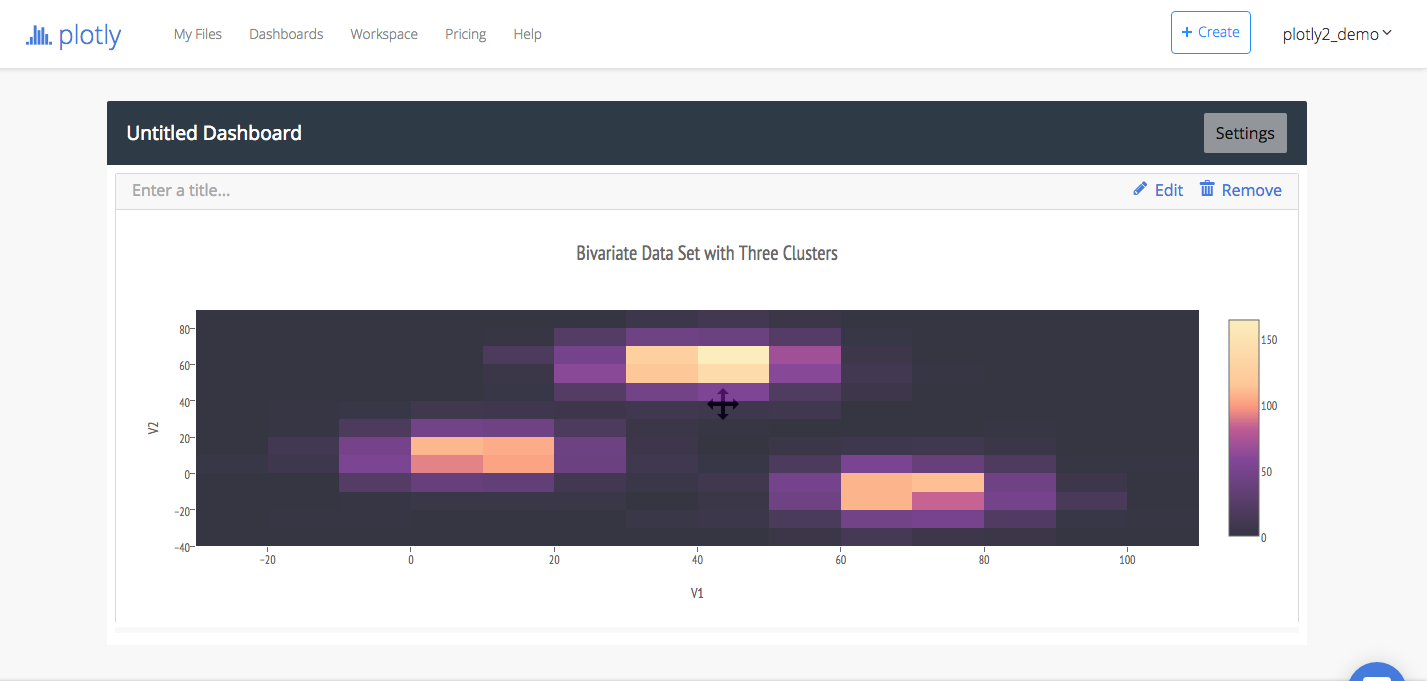 plotly My Files Dashboards Workspace Pricing Help + Create plotly2_demo
Untitled Dashboard Settings
Enter a title... Edit Remove
Bivariate Data Set with Three Clusters
80
60
40
20
0
−20
−40
V2
−20 0 20 40 60 80 100
V1
150
100
50
0